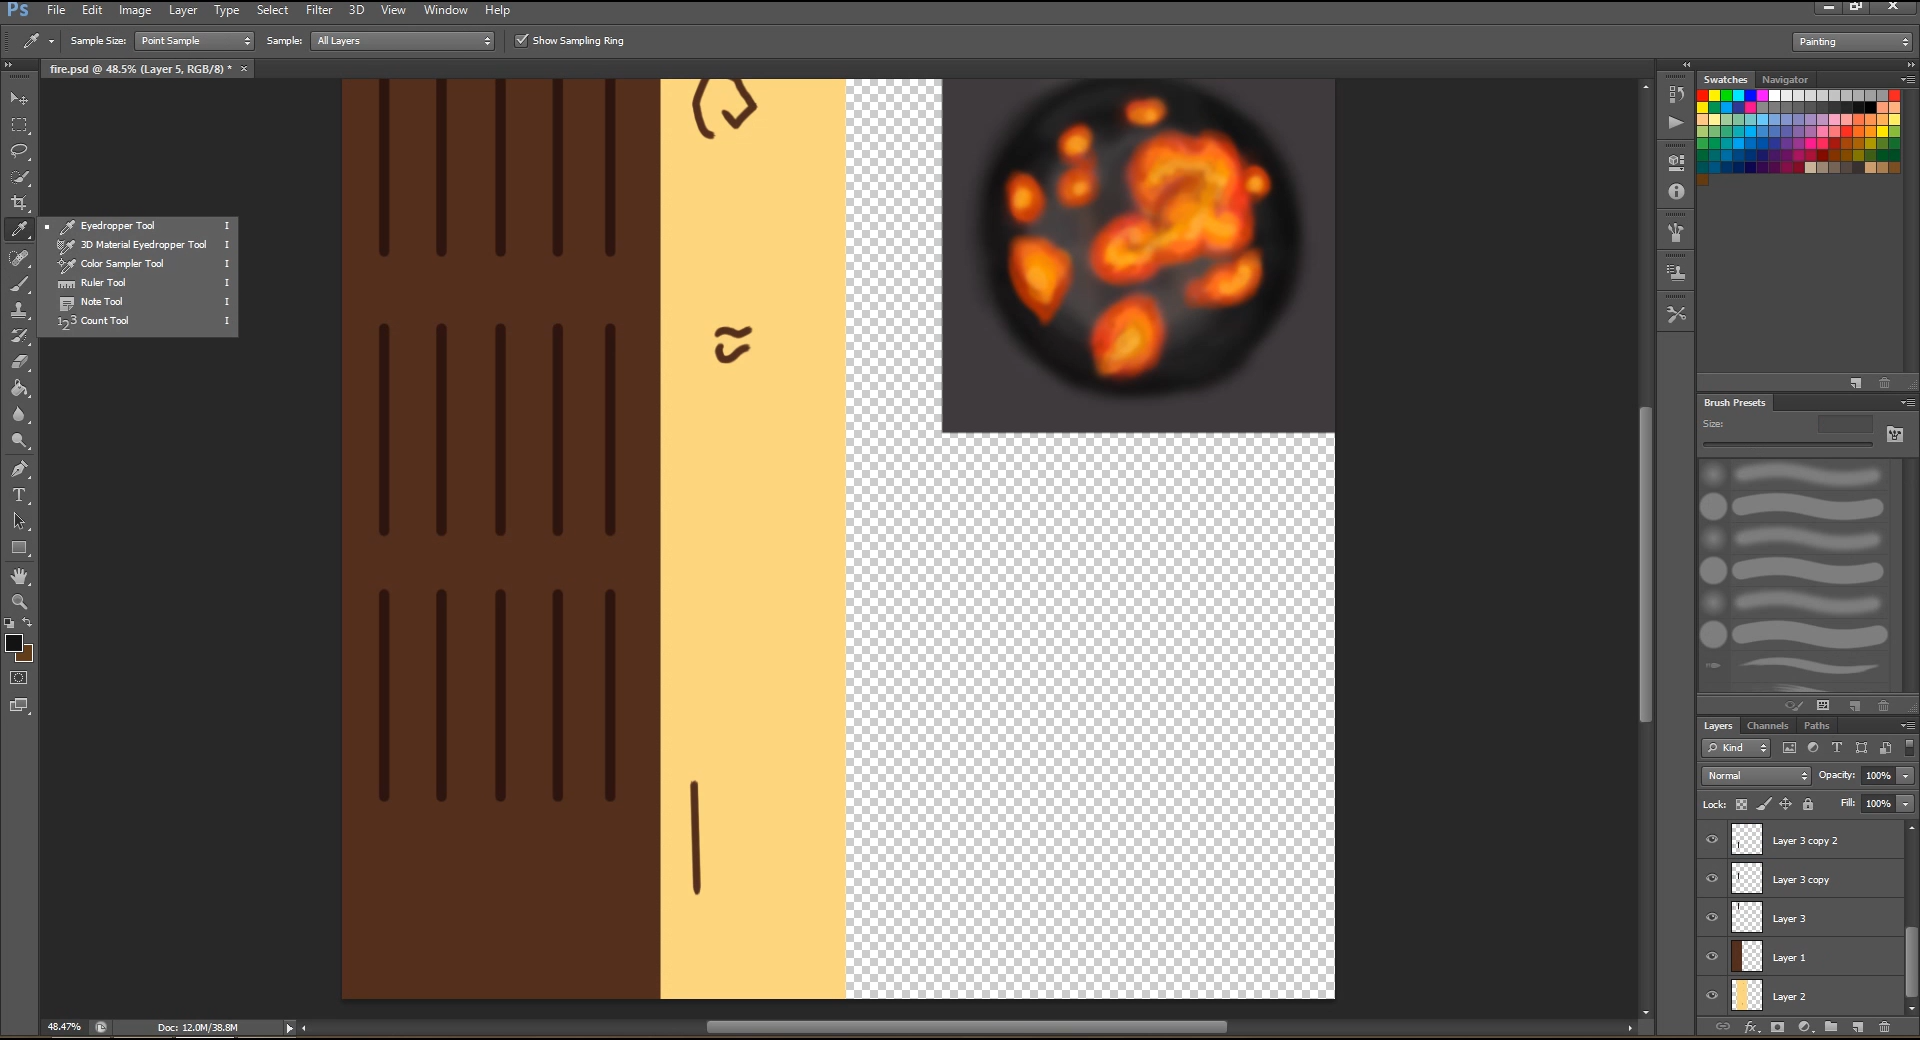 Ps File Edit Image Layer Type Select Filter 3D View Window Help
Sample Size: Point Sample Sample: All Layers Show Sampling Ring Painting
fire.psd @ 48.5% (Layer 5, RGB/8) * ×
Swatches Navigator
Eyedropper Tool I
3D Material Eyedropper Tool I
Color Sampler Tool I
Ruler Tool I
Note Tool I
Count Tool I
Brush Presets
Size:
T
Layers Channels Paths
Kind T
Normal Opacity: 100%
Lock: Fill: 100%
Layer 3 copy 2
Layer 3 copy
Layer 3
Layer 1
Layer 2
48.47% Doc: 12.0M/38.8M fx